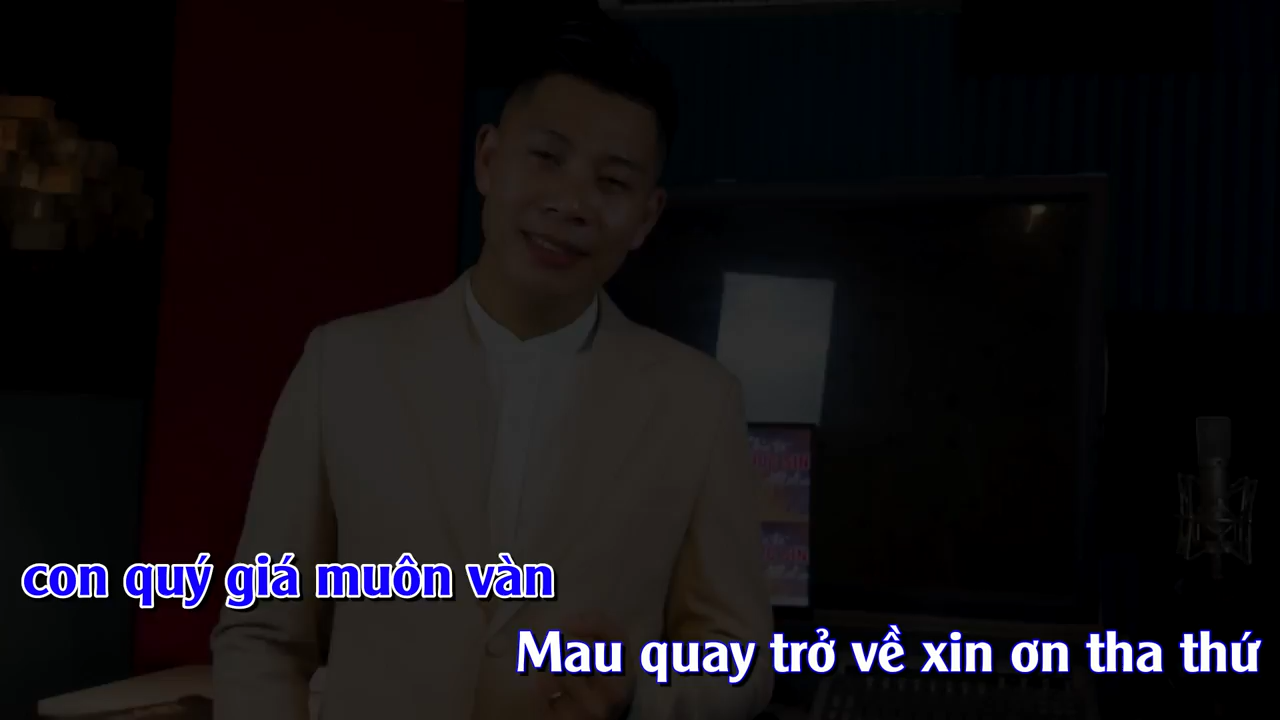 con quý giá muôn vàn
Mau quay trở về xin ơn tha thứ